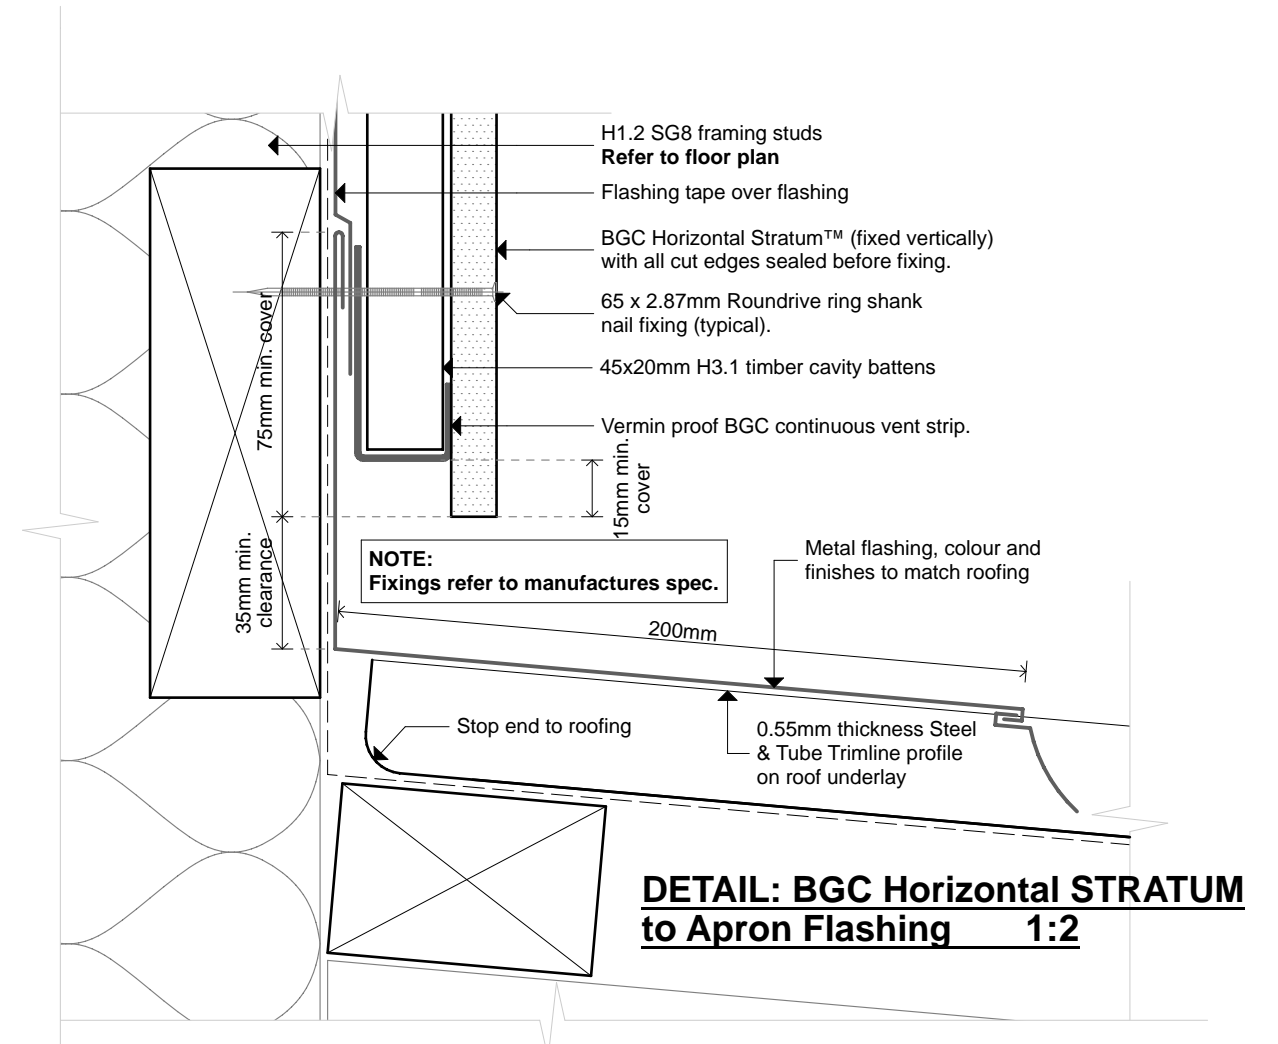 H1.2 SG8 framing studs
Refer to floor plan
Flashing tape over flashing
BGC Horizontal Stratum™ (fixed vertically)
with all cut edges sealed before fixing.
65 x 2.87mm Roundrive ring shank
nail fixing (typical).
45x20mm H3.1 timber cavity battens
Vermin proof BGC continuous vent strip.
75mm min. cover
15mm min.
cover
35mm min.
clearance
NOTE:
Fixings refer to manufactures spec.
Metal flashing, colour and
finishes to match roofing
200mm
Stop end to roofing
0.55mm thickness Steel
& Tube Trimline profile
on roof underlay
DETAIL: BGC Horizontal STRATUM
to Apron Flashing 1:2